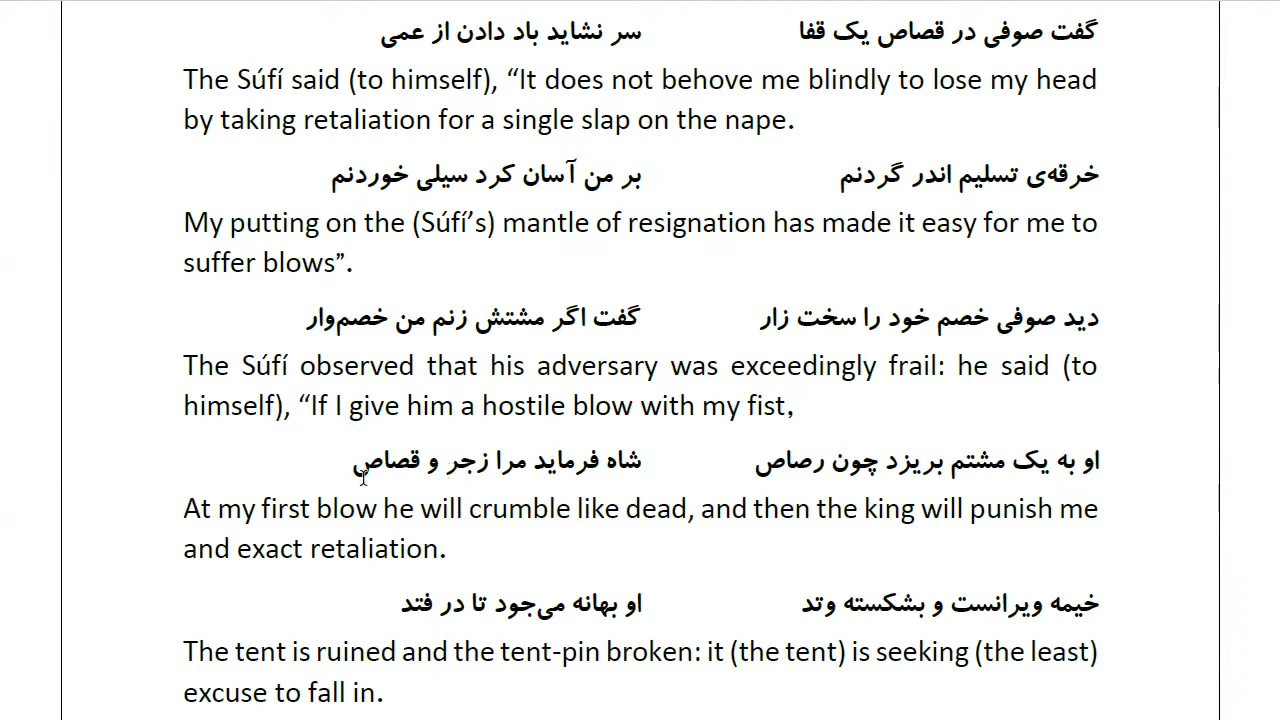 گفت صوفی در قصاص یک قفا سر نشاید باد دادن از عمی
The Súfí said (to himself), “It does not behove me blindly to lose my head
by taking retaliation for a single slap on the nape.
خرقه‌ی تسلیم اندر گردنم بر من آسان کرد سیلی خوردنم
My putting on the (Súfí’s) mantle of resignation has made it easy for me to
suffer blows”.
دید صوفی خصم خود را سخت زار گفت اگر مشتش زنم من خصم‌وار
The Súfí observed that his adversary was exceedingly frail: he said (to
himself), “If I give him a hostile blow with my fist,
او به یک مشتم بریزد چون رصاص شاه فرماید مرا زجر و قصاص
At my first blow he will crumble like dead, and then the king will punish me
and exact retaliation.
خیمه ویرانست و بشکسته وتد او بهانه می‌جود تا در فتد
The tent is ruined and the tent-pin broken: it (the tent) is seeking (the least)
excuse to fall in.